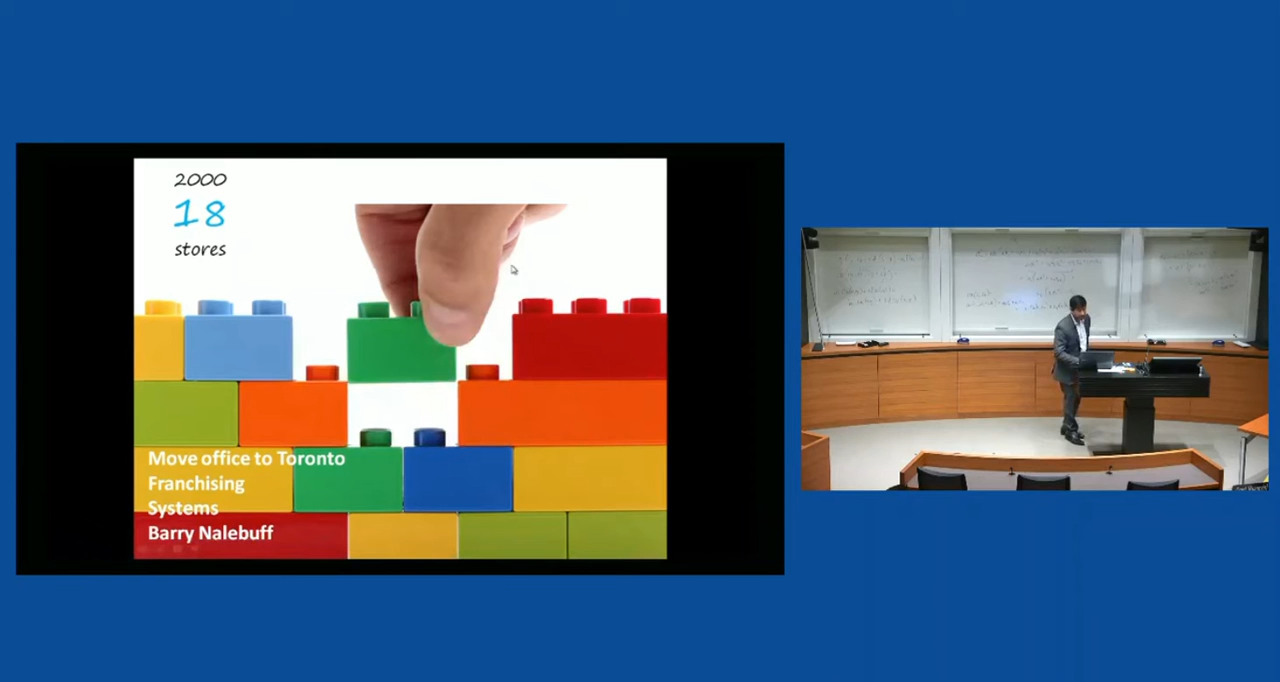 2000
18
stores
Move office to Toronto
Franchising
Systems
Barry Nalebuff